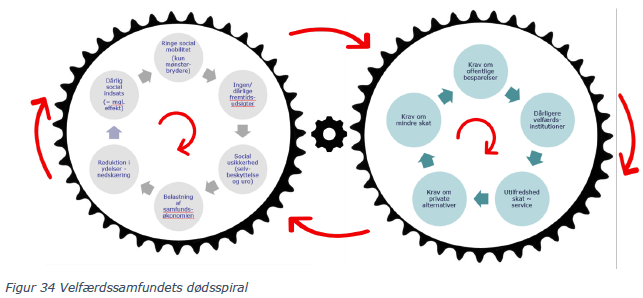 Ringe social
mobilitet
(kun
mønster-
brydere)
Ingen/
dårlige
fremtids-
udsigter
Social
usikkerhed
(selv-
beskyttelse
og uro)
Belastning
af
samfunds-
økonomien
Reduktion i
ydelser -
nedskæring
Dårlig
social
indsats
(= mgl.
effekt)
Krav om
offentlige
besparelser
Dårligere
velfærds-
institutioner
Utilfredshed
skat ~
service
Krav om
private
alternativer
Krav om
mindre skat
Figur 34 Velfærdssamfundets dødsspiral